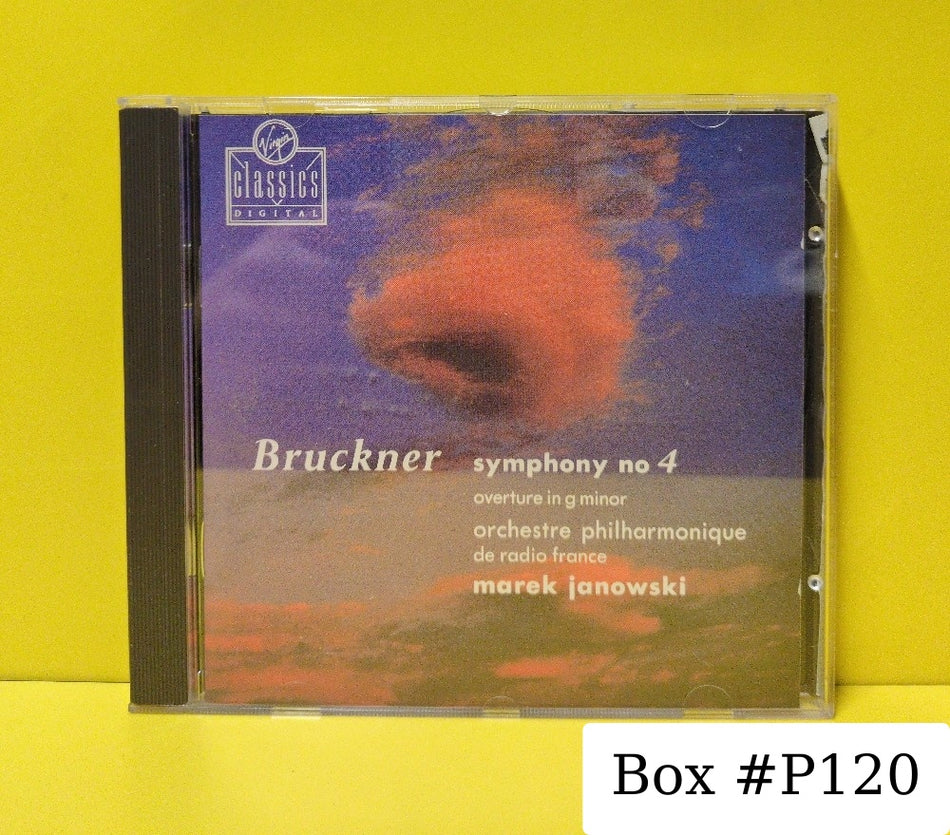 Virgin
classics
DIGITAL
Bruckner symphony no 4
overture in g minor
orchestre philharmonique
de radio france
marek janowski
Box #P120